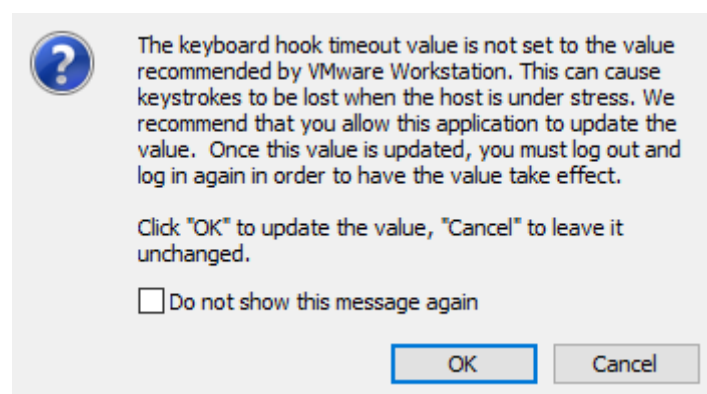 The keyboard hook timeout value is not set to the value
recommended by VMware Workstation. This can cause
keystrokes to be lost when the host is under stress. We
recommend that you allow this application to update the
value.  Once this value is updated, you must log out and
log in again in order to have the value take effect.
Click "OK" to update the value, "Cancel" to leave it
unchanged.
Do not show this message again
OK
Cancel